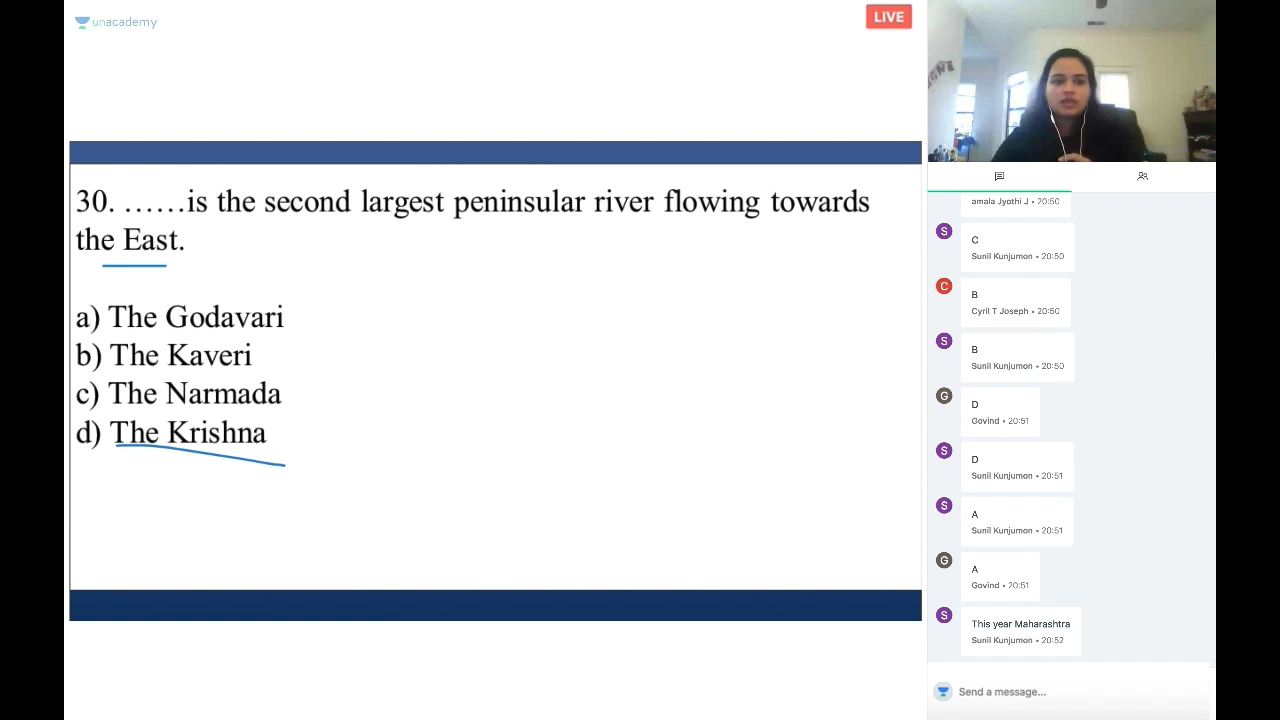 unacademy
LIVE
30. ......is the second largest peninsular river flowing towards
the East.
a) The Godavari
b) The Kaveri
c) The Narmada
d) The Krishna
amala Jyothi J • 20:50
S
C
Sunil Kunjumon • 20:50
C
B
Cyril T Joseph • 20:50
S
B
Sunil Kunjumon • 20:50
G
D
Govind • 20:51
S
D
Sunil Kunjumon • 20:51
S
A
Sunil Kunjumon • 20:51
G
A
Govind • 20:51
S
This year Maharashtra
Sunil Kunjumon • 20:52
Send a message...